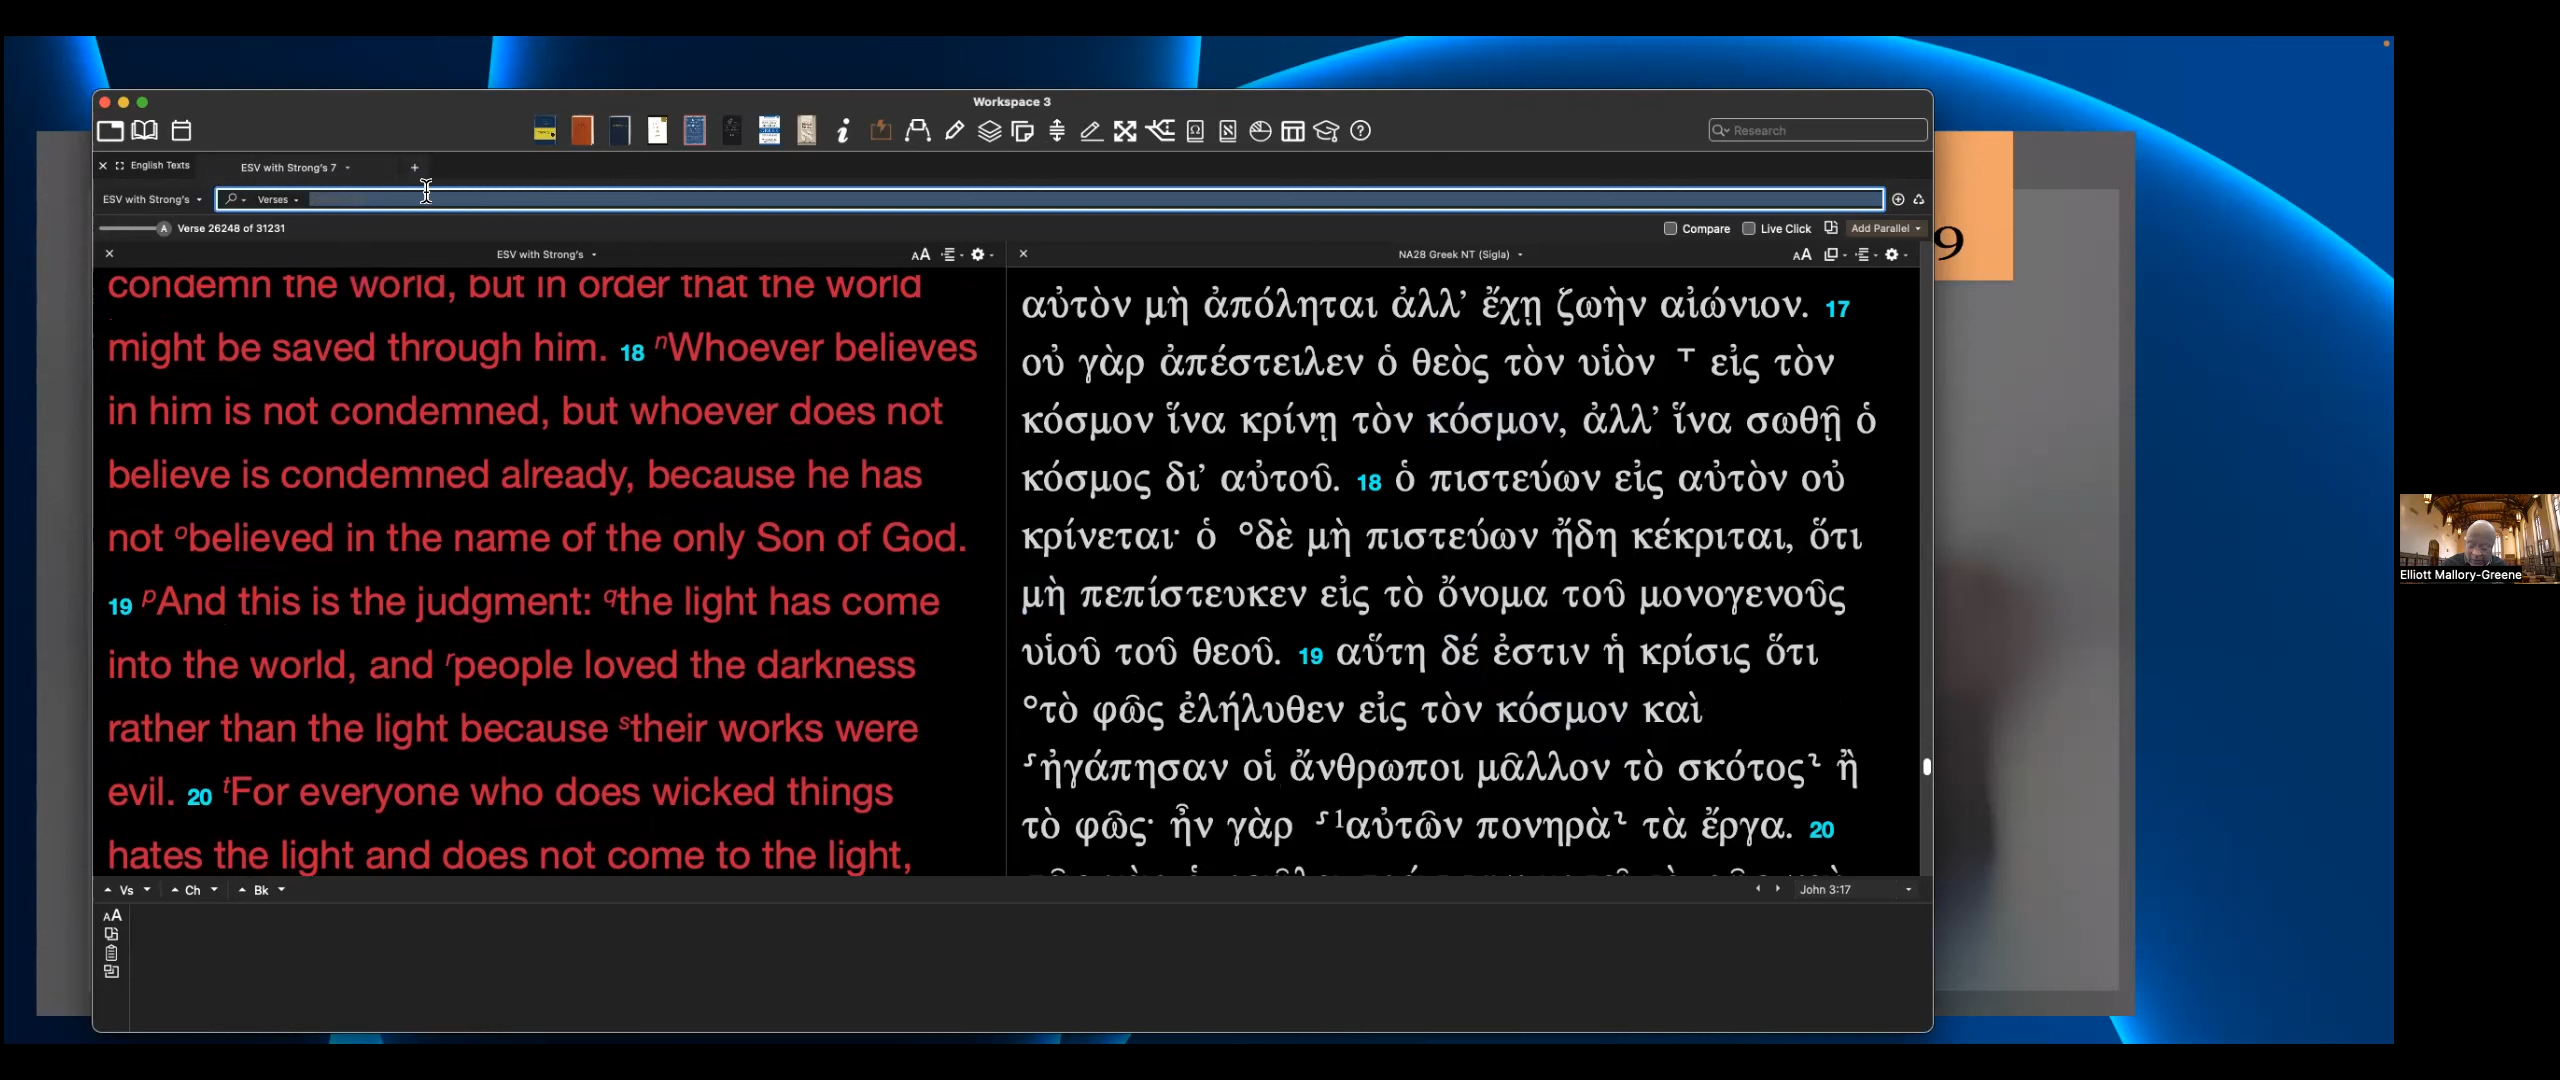 Workspace 3
Research
English Texts
ESV with Strong's 7
ESV with Strong's
Verses
A Verse 26248 of 31231
Compare
Live Click
Add Parallel
9
ESV with Strong's
AA
condemn the world, but in order that the world
might be saved through him. 18 nWhoever believes
in him is not condemned, but whoever does not
believe is condemned already, because he has
not obelieved in the name of the only Son of God.
19 pAnd this is the judgment: qthe light has come
into the world, and rpeople loved the darkness
rather than the light because stheir works were
evil. 20 tFor everyone who does wicked things
hates the light and does not come to the light,
NA28 Greek NT (Sigla)
AA
αὐτὸν μὴ ἀπόληται ἀλλ’ ἔχῃ ζωὴν αἰώνιον. 17
οὐ γὰρ ἀπέστειλεν ὁ θεὸς τὸν υἱὸν ⸆ εἰς τὸν
κόσμον ἵνα κρίνῃ τὸν κόσμον, ἀλλ’ ἵνα σωθῇ ὁ
κόσμος δι’ αὐτοῦ. 18 ὁ πιστεύων εἰς αὐτὸν οὐ
κρίνεται· ὁ °δὲ μὴ πιστεύων ἤδη κέκριται, ὅτι
μὴ πεπίστευκεν εἰς τὸ ὄνομα τοῦ μονογενοῦς
υἱοῦ τοῦ θεοῦ. 19 αὕτη δέ ἐστιν ἡ κρίσις ὅτι
°τὸ φῶς ἐλήλυθεν εἰς τὸν κόσμον καὶ
⸉ἠγάπησαν οἱ ἄνθρωποι μᾶλλον τὸ σκότος⸊ ἢ
τὸ φῶς· ἦν γὰρ ⸉1αὐτῶν πονηρὰ⸊ τὰ ἔργα. 20
Vs
Ch
Bk
John 3:17
AA
Elliott Mallory-Greene